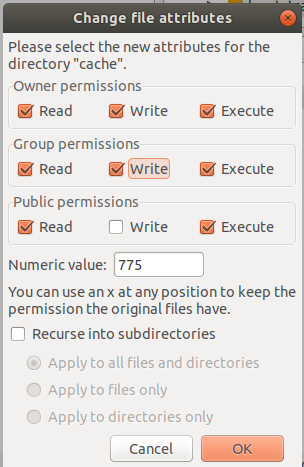 Change file attributes
Please select the new attributes for the
directory "cache".
Owner permissions
Read Write Execute
Group permissions
Read Write Execute
Public permissions
Read Write Execute
Numeric value: 775
You can use an x at any position to keep the
permission the original files have.
Recurse into subdirectories
Apply to all files and directories
Apply to files only
Apply to directories only
Cancel OK